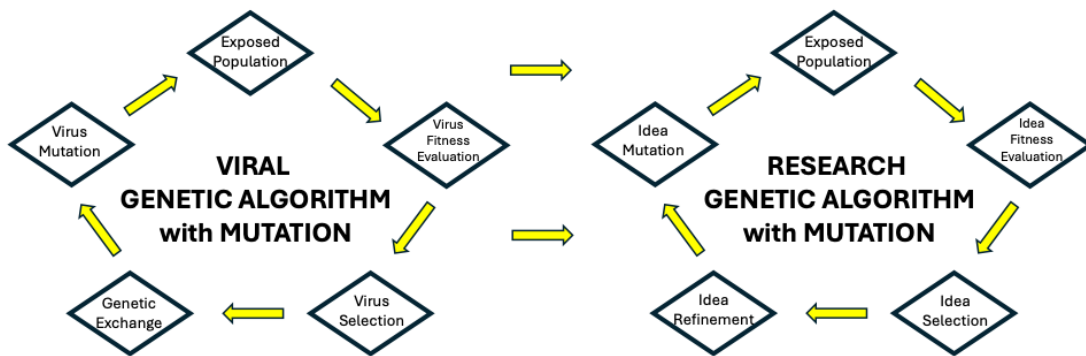 Exposed
Population
Virus
Mutation
Virus
Fitness
Evaluation
VIRAL
GENETIC ALGORITHM
with MUTATION
Genetic
Exchange
Virus
Selection
Exposed
Population
Idea
Mutation
Idea
Fitness
Evaluation
RESEARCH
GENETIC ALGORITHM
with MUTATION
Idea
Refinement
Idea
Selection